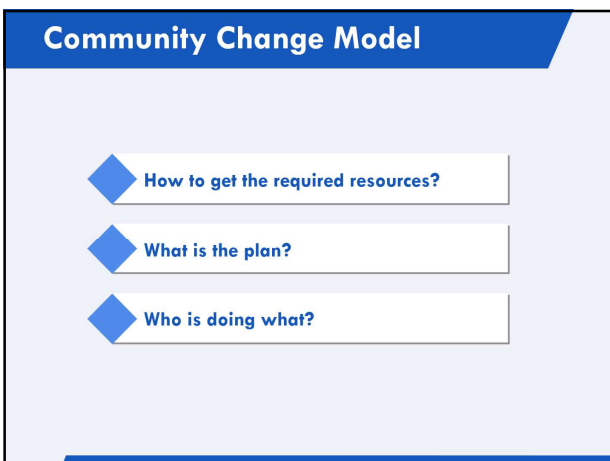 Community Change Model
How to get the required resources?
What is the plan?
Who is doing what?